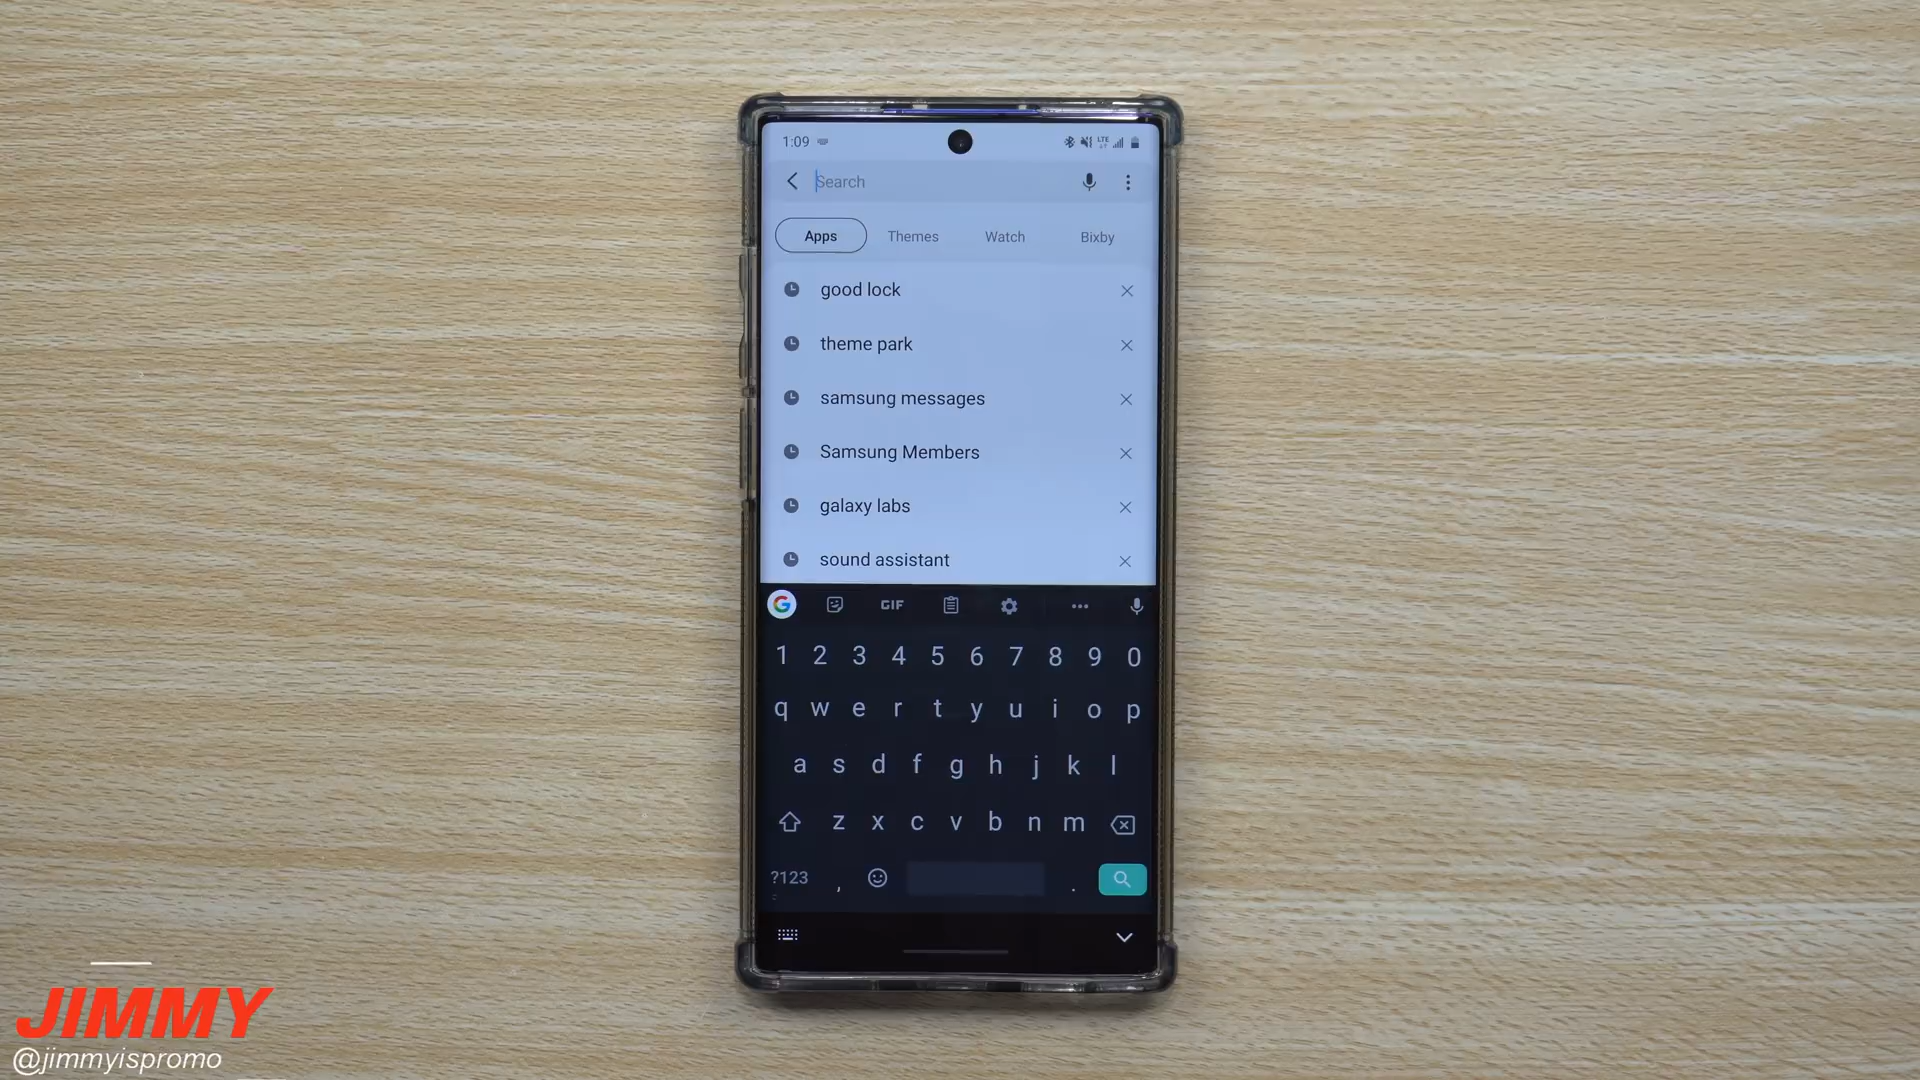 1:09
LTE
Search
Apps Themes Watch Bixby
good lock
theme park
samsung messages
Samsung Members
galaxy labs
sound assistant
G GIF
1 2 3 4 5 6 7 8 9 0
q w e r t y u i o p
a s d f g h j k l
z x c v b n m
?123 , .
JIMMY
@jimmyispromo